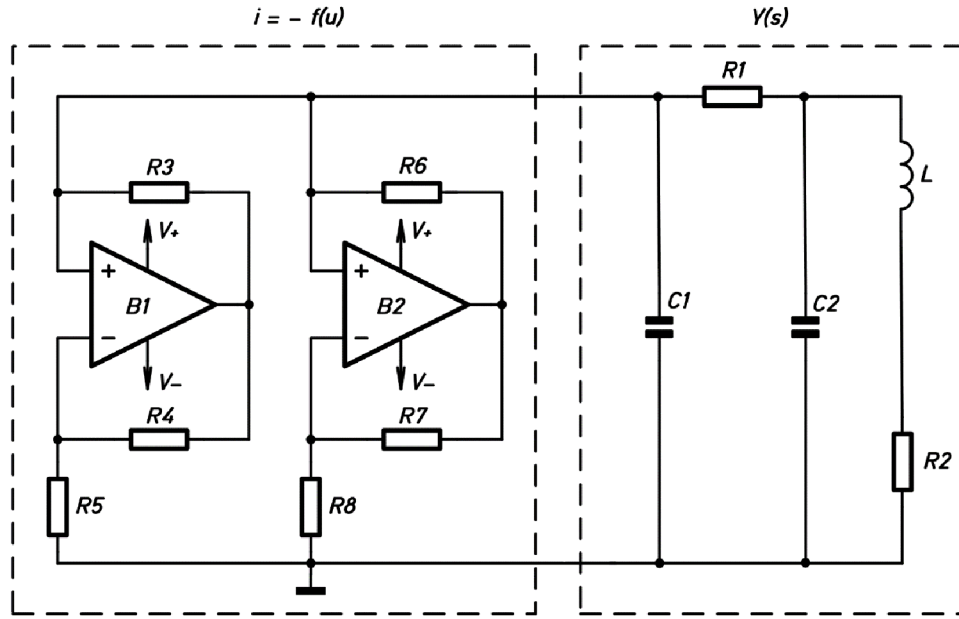 i = – f(u)
Y(s)
R1
R3
R6
V+
V+
L
+
+
B1
B2
C1
C2
–
–
V–
V–
R4
R7
R2
R5
R8